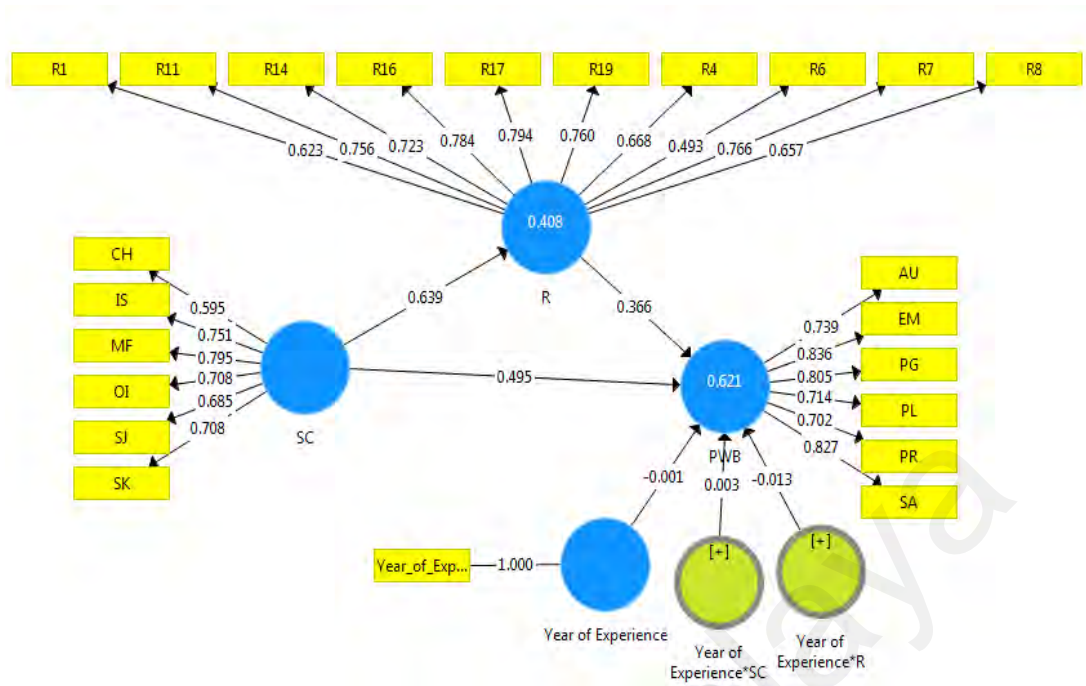 R1 R11 R14 R16 R17 R19 R4 R6 R7 R8
0.623 0.756 0.723 0.784 0.794 0.760 0.668 0.493 0.766 0.657
0.408
R
CH
IS
MF
OI
SJ
SK
0.595
0.751
0.795
0.708
0.685
0.708
SC
0.639
0.366
0.495
0.621
PWB
0.739
0.836
0.805
0.714
0.702
0.827
AU
EM
PG
PL
PR
SA
-0.001 0.003 -0.013
Year_of_Exp...
1.000
Year of Experience
[+]
Year of
Experience*SC
[+]
Year of
Experience*R